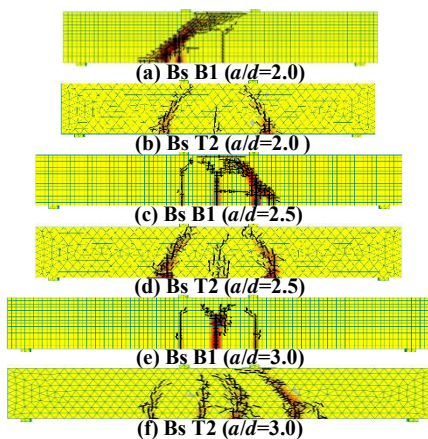 (a) Bs B1 (a/d=2.0)
(b) Bs T2 (a/d=2.0 )
(c) Bs B1 (a/d=2.5)
(d) Bs T2 (a/d=2.5)
(e) Bs B1 (a/d=3.0)
(f) Bs T2 (a/d=3.0)